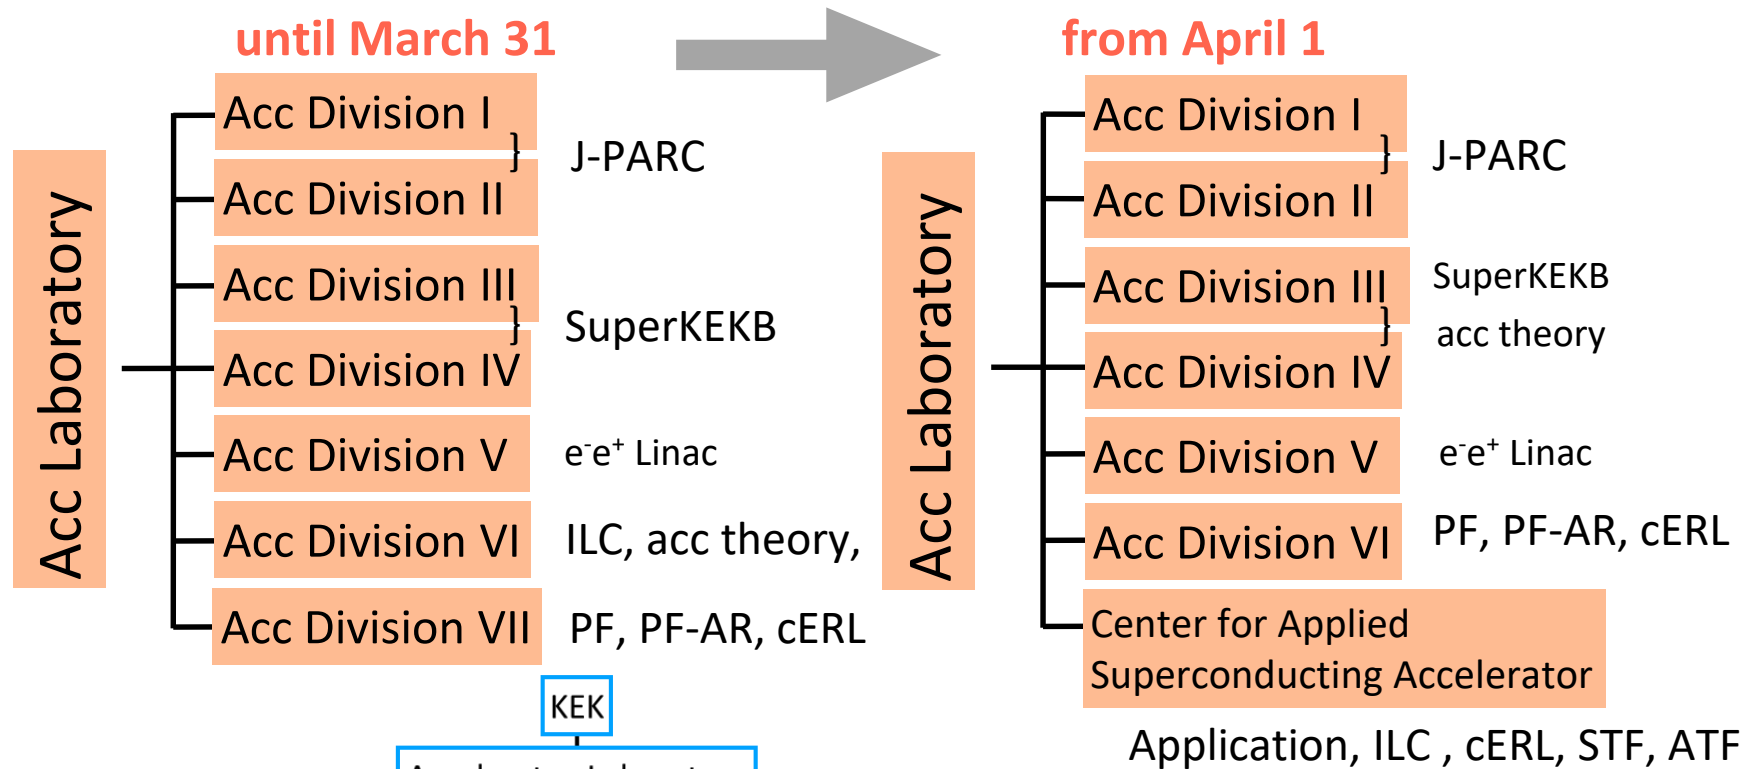 until March 31
Acc Laboratory
Acc Division I
Acc Division II
} J-PARC
Acc Division III
Acc Division IV
} SuperKEKB
Acc Division V e⁻e⁺ Linac
Acc Division VI ILC, acc theory,
Acc Division VII PF, PF-AR, cERL
from April 1
Acc Laboratory
Acc Division I
Acc Division II
} J-PARC
Acc Division III
Acc Division IV
} SuperKEKB
acc theory
Acc Division V e⁻e⁺ Linac
Acc Division VI PF, PF-AR, cERL
Center for Applied
Superconducting Accelerator
Application, ILC , cERL, STF, ATF
KEK